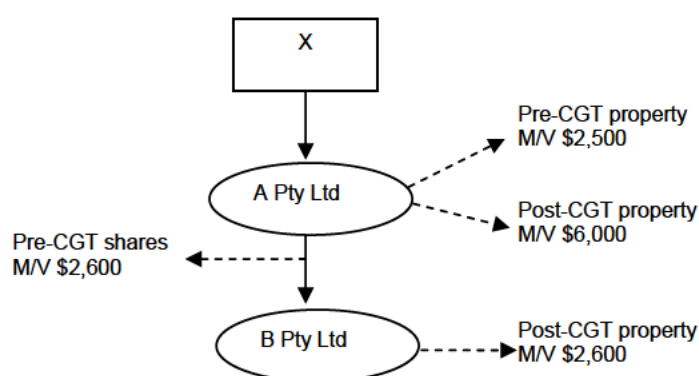 X
Pre-CGT property
M/V $2,500
A Pty Ltd
Post-CGT property
M/V $6,000
Pre-CGT shares
M/V $2,600
B Pty Ltd
Post-CGT property
M/V $2,600